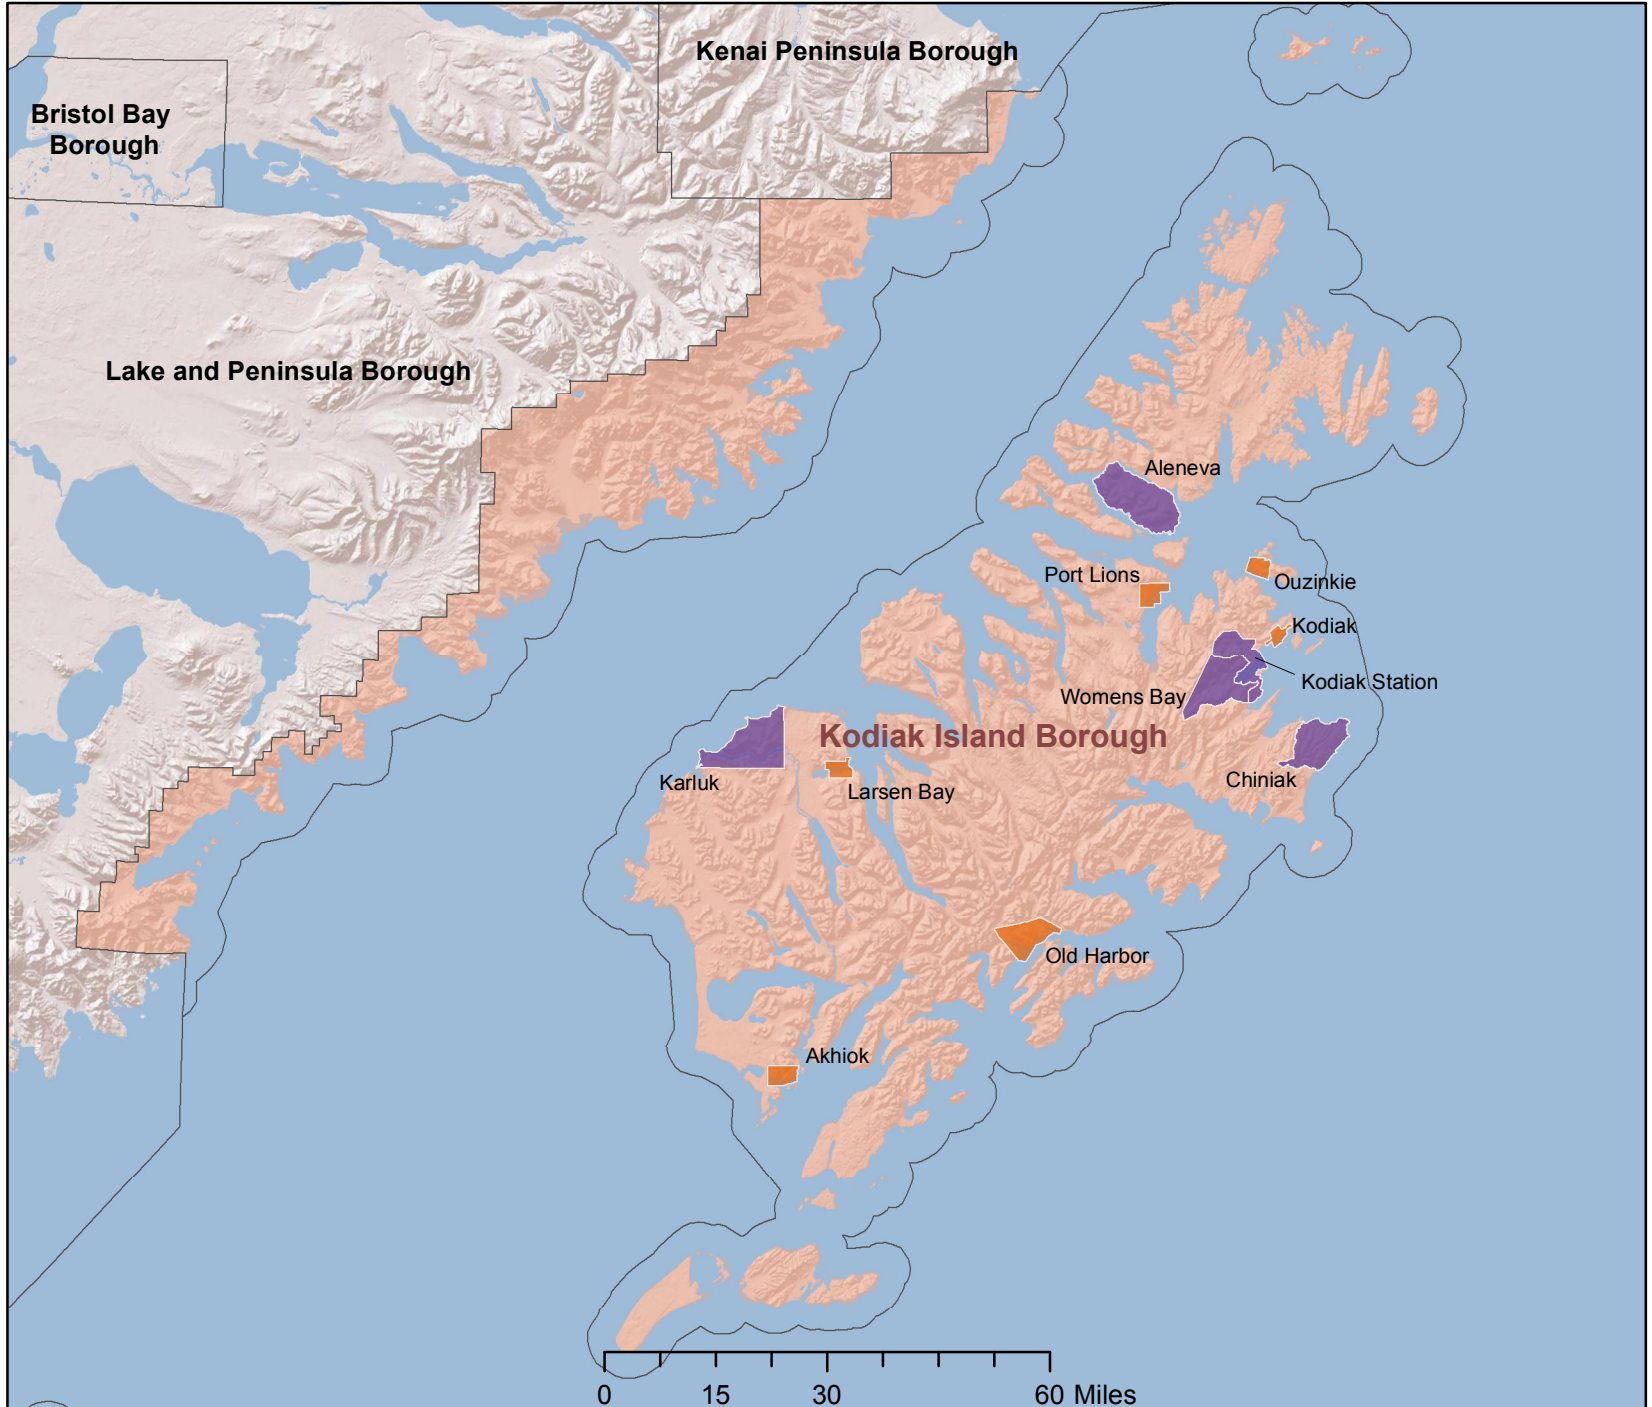 Kenai Peninsula Borough
Bristol Bay
Borough
Lake and Peninsula Borough
Aleneva
Port Lions
Ouzinkie
Kodiak
Kodiak Station
Womens Bay
Kodiak Island Borough
Karluk
Larsen Bay
Chiniak
Old Harbor
Akhiok
0 15 30 60 Miles